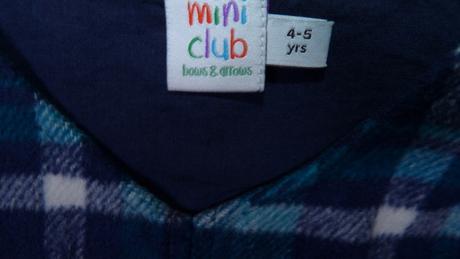 mini
club
bows & arrows
4-5
yrs